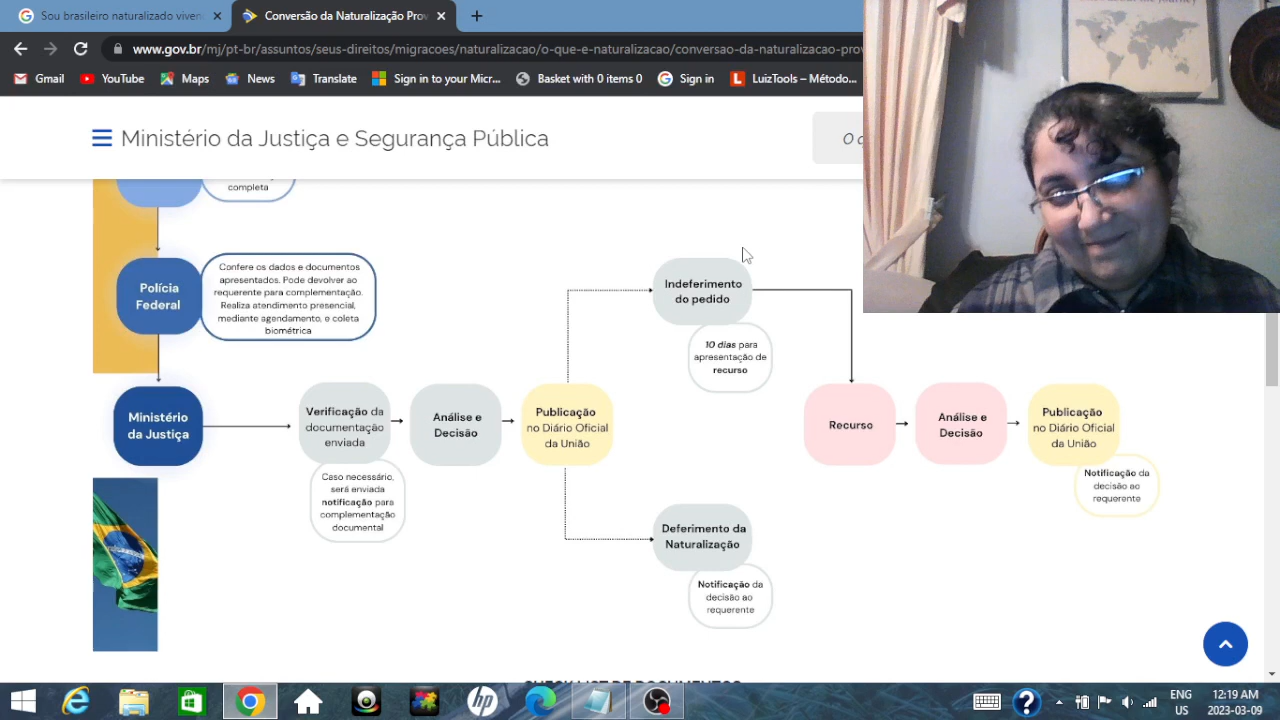 Sou brasileiro naturali
Naturalização Pro
www.gov.br/mj/pt-br/assuntos/seus-direitos/migracoes/naturalizacao/o-que-e-naturalizacao/da-naturalizacao-prov
Gmail
YouTube
Maps
News
Translate
Sign in to your Micr...
Basket with 0 items 0
Sign in
LuizTools – Método...
Ministério da Justiça e Segurança Pública
completa
Polícia
Federal
Confere os dados e documentos
apresentados. Pode devolver ao
requerente para complementação.
Realiza atendimento presencial,
mediante agendamento, e coleta
biométrica
Indeferimento
do pedido
10 dias para
apresentação de
recurso
Ministério
da Justiça
Verificação da
documentação
enviada
Caso necessário,
será enviada
notificação para
complementação
documental
Análise e
Decisão
Publicação
no Diário Oficial
da União
Recurso
Análise e
Decisão
Publicação
no Diário Oficial
da União
Notificação da
decisão ao
requerente
Deferimento da
Naturalização
Notificação da
decisão ao
requerente
ENG
US
12:19 AM
2023-03-09